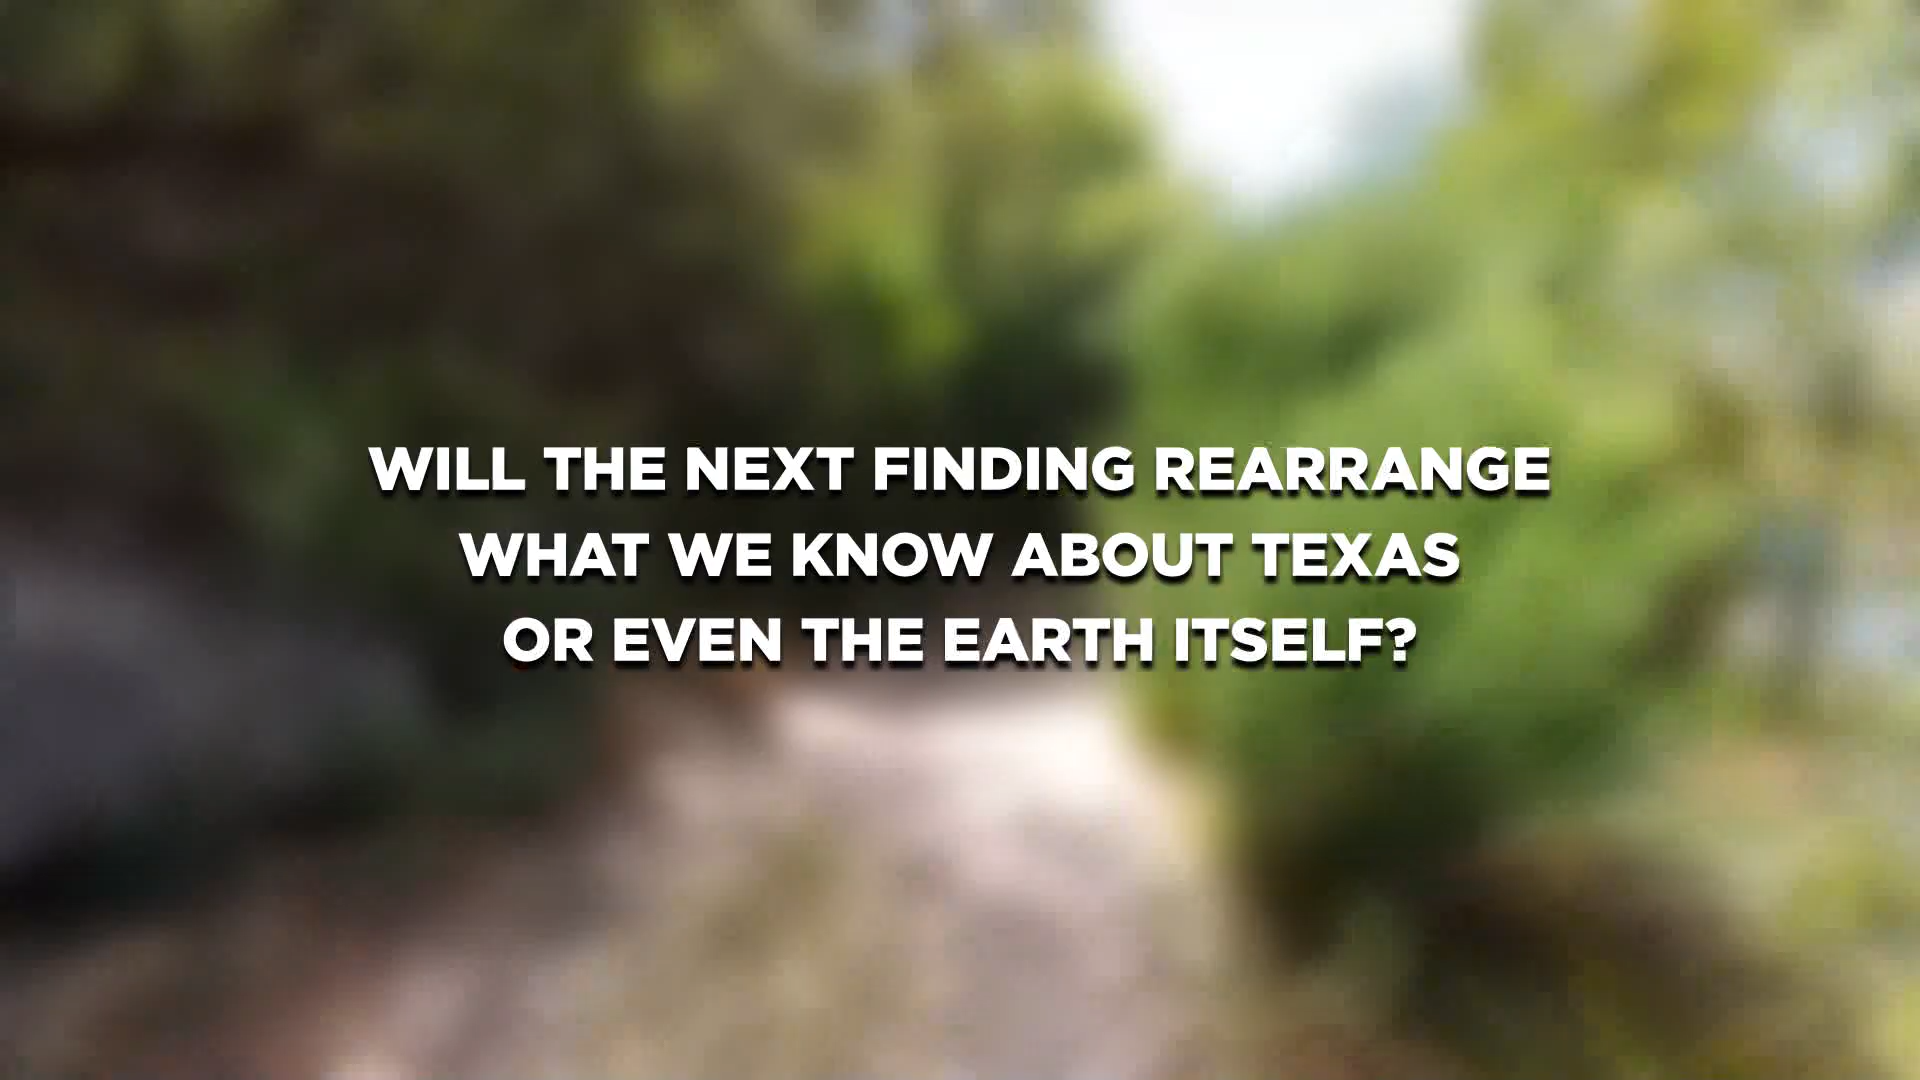 WILL THE NEXT FINDING REARRANGE
WHAT WE KNOW ABOUT TEXAS
OR EVEN THE EARTH ITSELF?